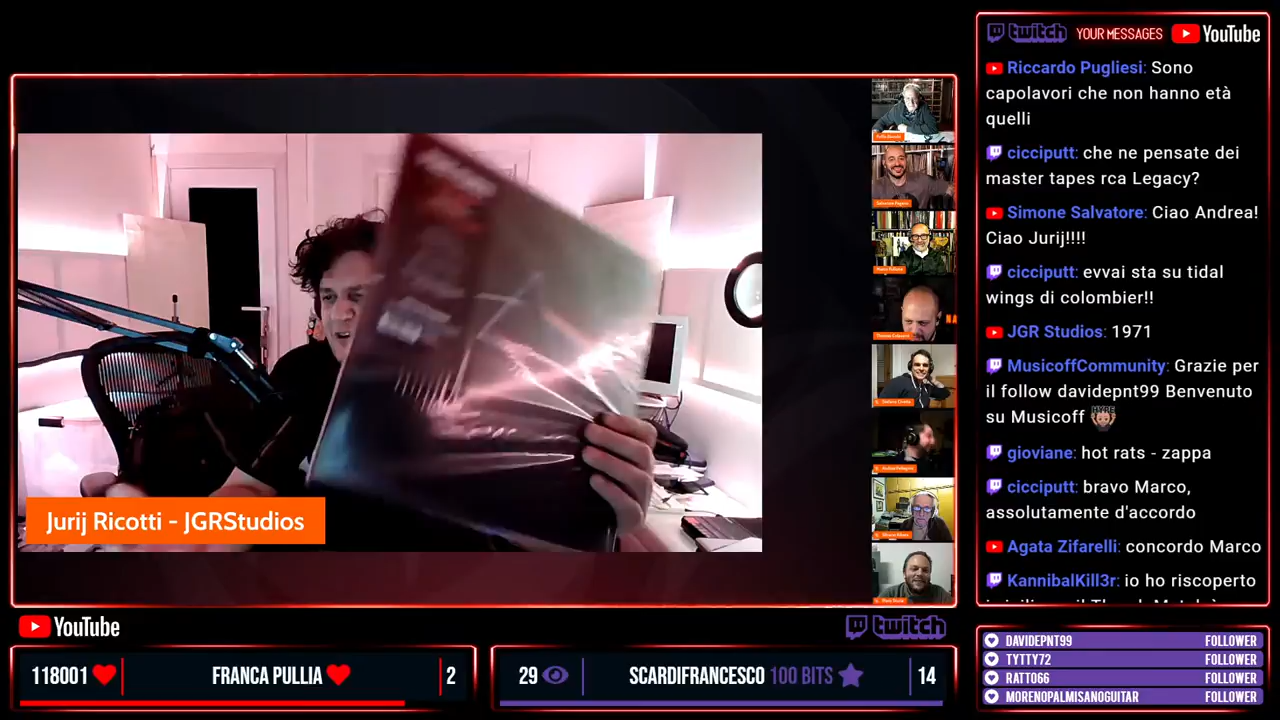 twitch YOUR MESSAGES YouTube
Riccardo Pugliesi: Sono
capolavori che non hanno età
quelli
cicciputt: che ne pensate dei
master tapes rca Legacy?
Simone Salvatore: Ciao Andrea!
Ciao Jurij!!!!
cicciputt: evvai sta su tidal
wings di colombier!!
JGR Studios: 1971
MusicoffCommunity: Grazie per
il follow davidepnt99 Benvenuto
su Musicoff HYPE
gioviane: hot rats - zappa
cicciputt: bravo Marco,
assolutamente d'accordo
Agata Zifarelli: concordo Marco
KannibalKill3r: io ho riscoperto
Jurij Ricotti - JGRStudios
YouTube
twitch
118001 FRANCA PULLIA 2
29 SCARDIFRANCESCO 100 BITS 14
DAVIDEPNT99 FOLLOWER
TYTTY72 FOLLOWER
RATTO66 FOLLOWER
MORENOPALMISANOGUITAR FOLLOWER